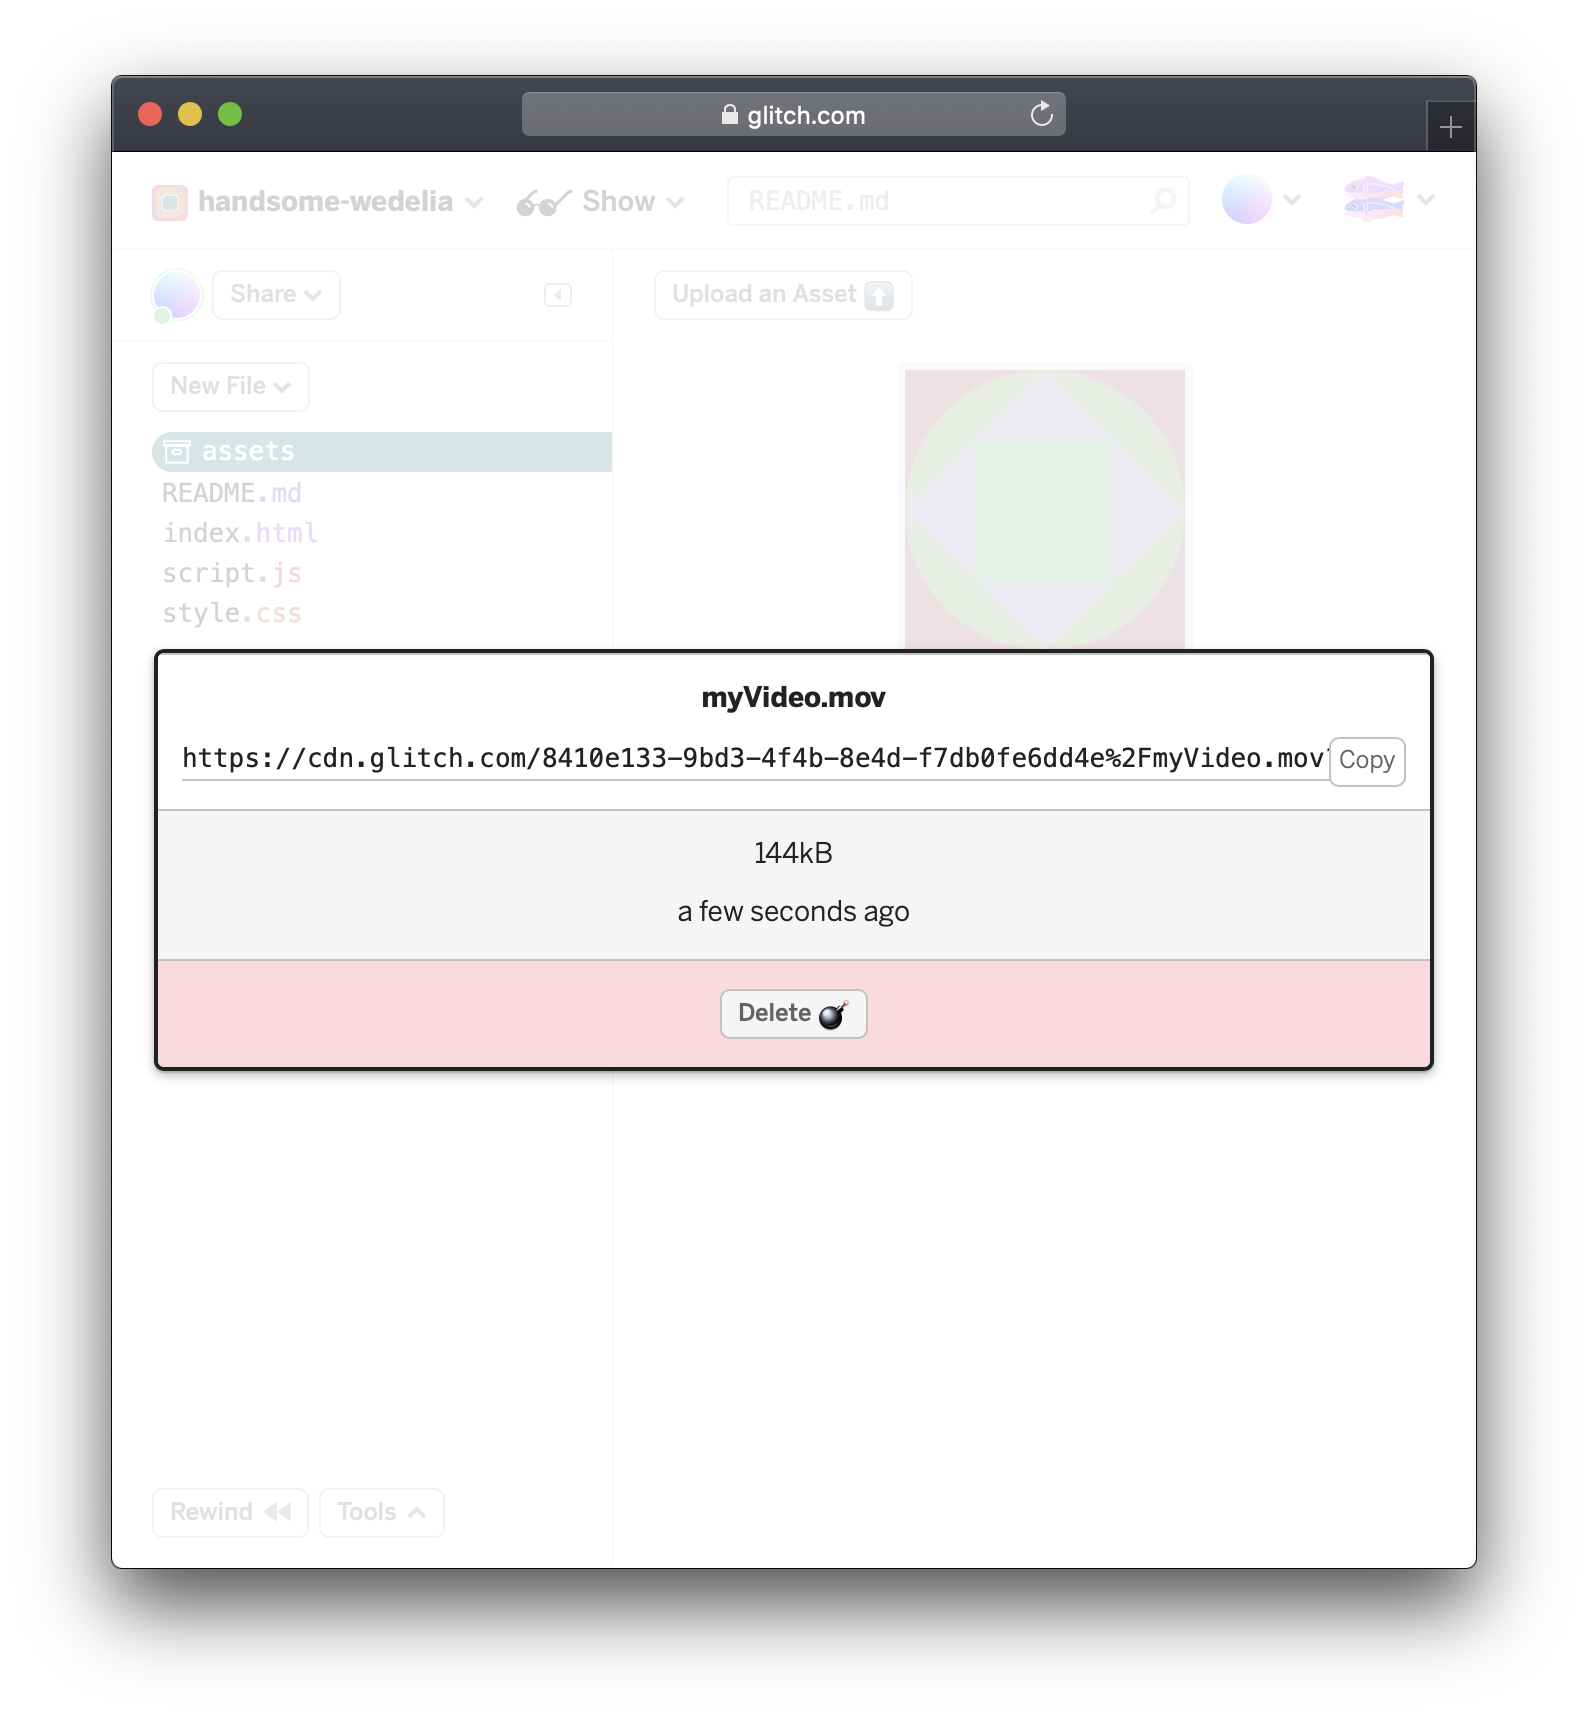 glitch.com
handsome-wedelia Show README.md
Share Upload an Asset
New File
assets
README.md
index.html
script.js
style.css
myVideo.mov
https://cdn.glitch.com/8410e133-9bd3-4f4b-8e4d-f7db0fe6dd4e%2FmyVideo.mov Copy
144kB
a few seconds ago
Delete
Rewind Tools